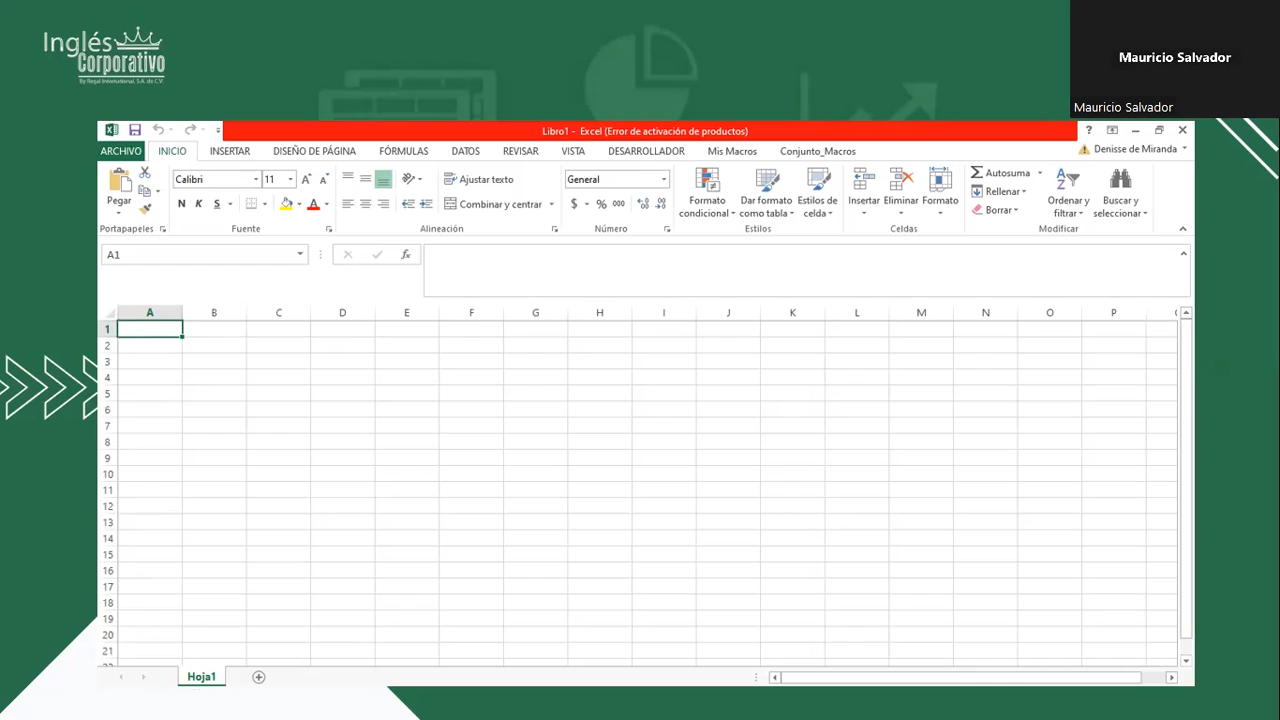 Inglés
Corporativo
By Regal International, S.A. de C.V.
Mauricio Salvador
Mauricio Salvador
Libro1 - Excel (Error de activación de productos)
?
ARCHIVO INICIO INSERTAR DISEÑO DE PÁGINA FÓRMULAS DATOS REVISAR VISTA DESARROLLADOR Mis Macros Conjunto_Macros Denisse de Miranda
Pegar
Portapapeles
Calibri 11
N K S A
Fuente
Ajustar texto
Combinar y centrar
Alineación
General
$ % 000
Número
Formato condicional
Dar formato como tabla
Estilos de celda
Estilos
Insertar Eliminar Formato
Celdas
Autosuma
Rellenar
Borrar
Ordenar y filtrar
Buscar y seleccionar
Modificar
A1 fx
A B C D E F G H I J K L M N O P
1
2
3
4
5
6
7
8
9
10
11
12
13
14
15
16
17
18
19
20
21
Hoja1